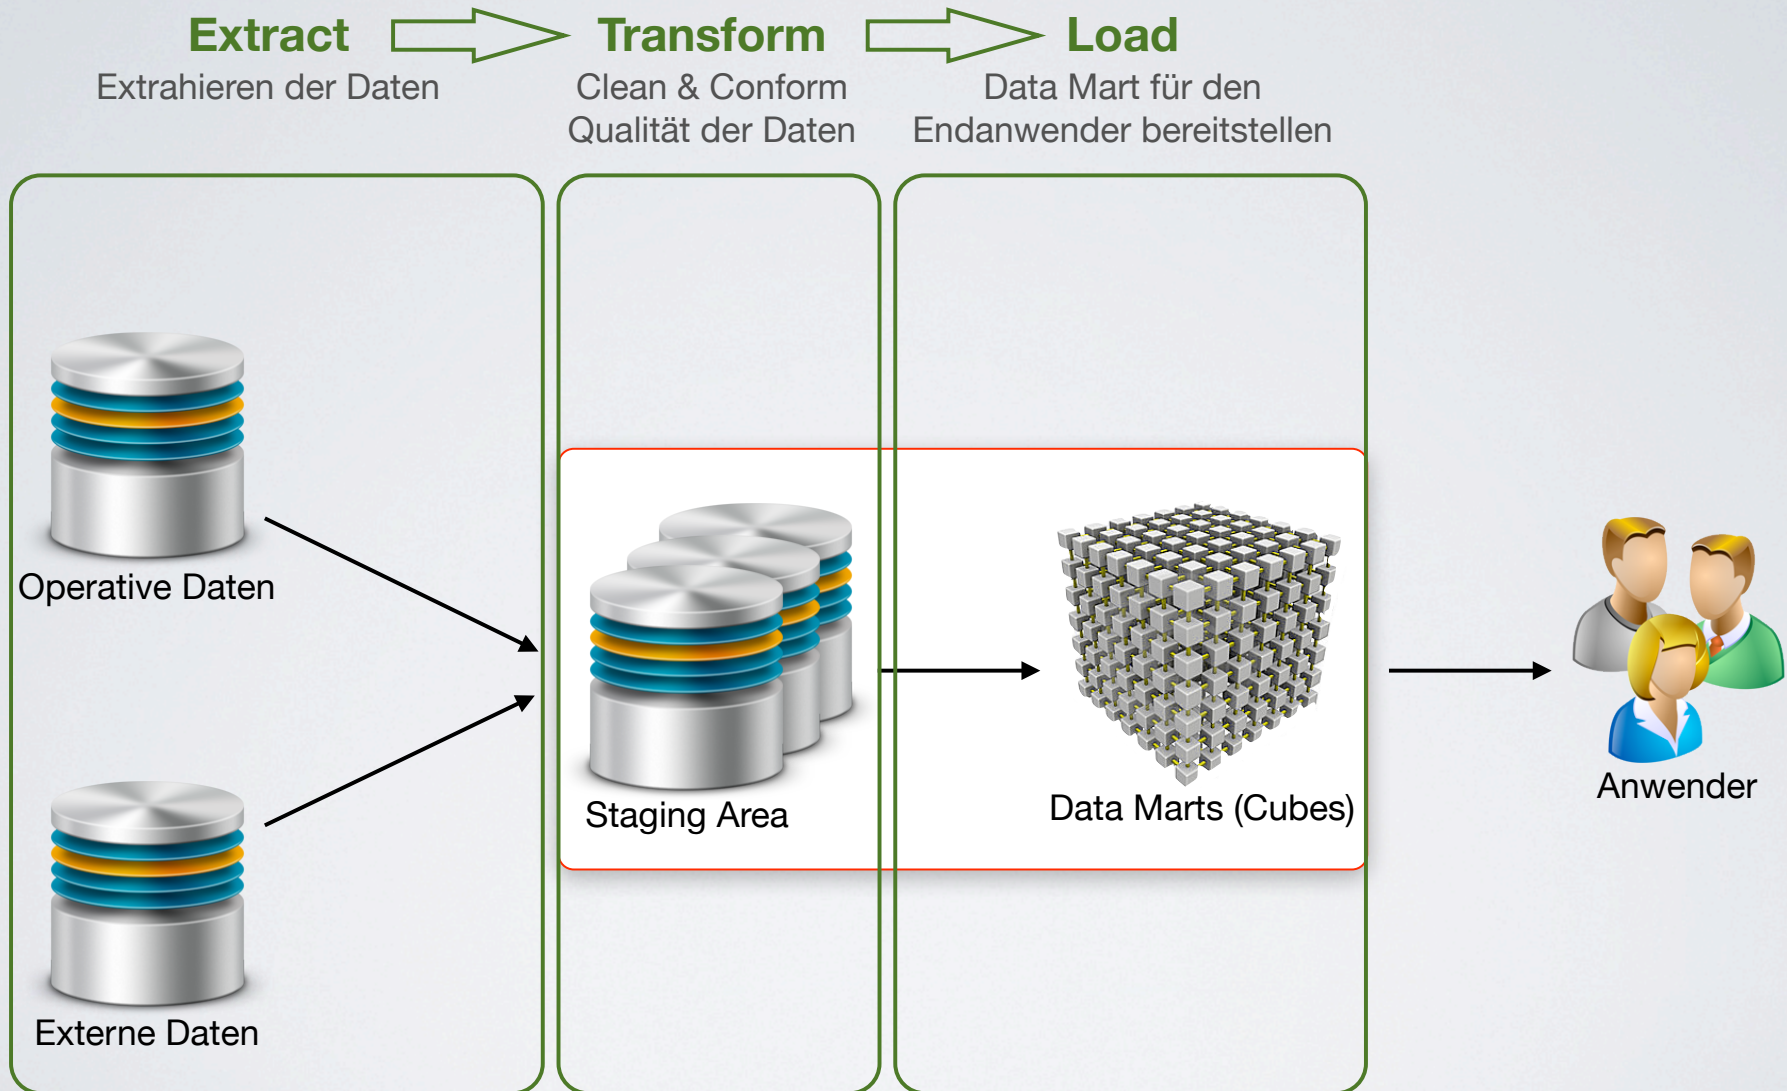 Extract
Transform
Load
Extrahieren der Daten
Clean & Conform
Qualität der Daten
Data Mart für den
Endanwender bereitstellen
Operative Daten
Externe Daten
Staging Area
Data Marts (Cubes)
Anwender